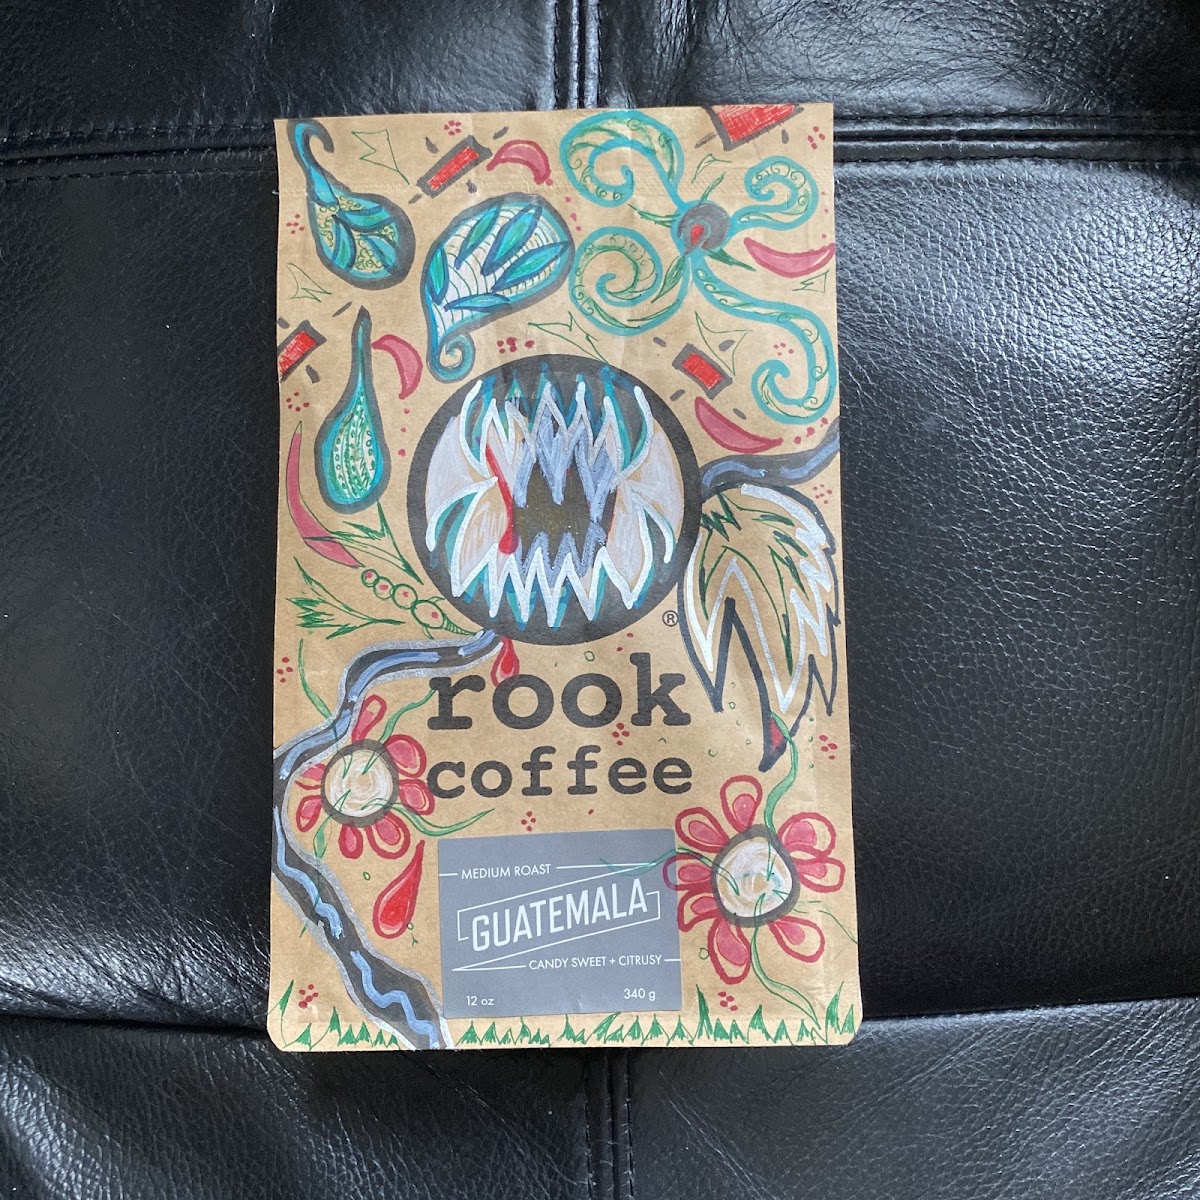 ®
rook
coffee
MEDIUM ROAST
GUATEMALA
CANDY SWEET + CITRUSY
12 oz 340 g